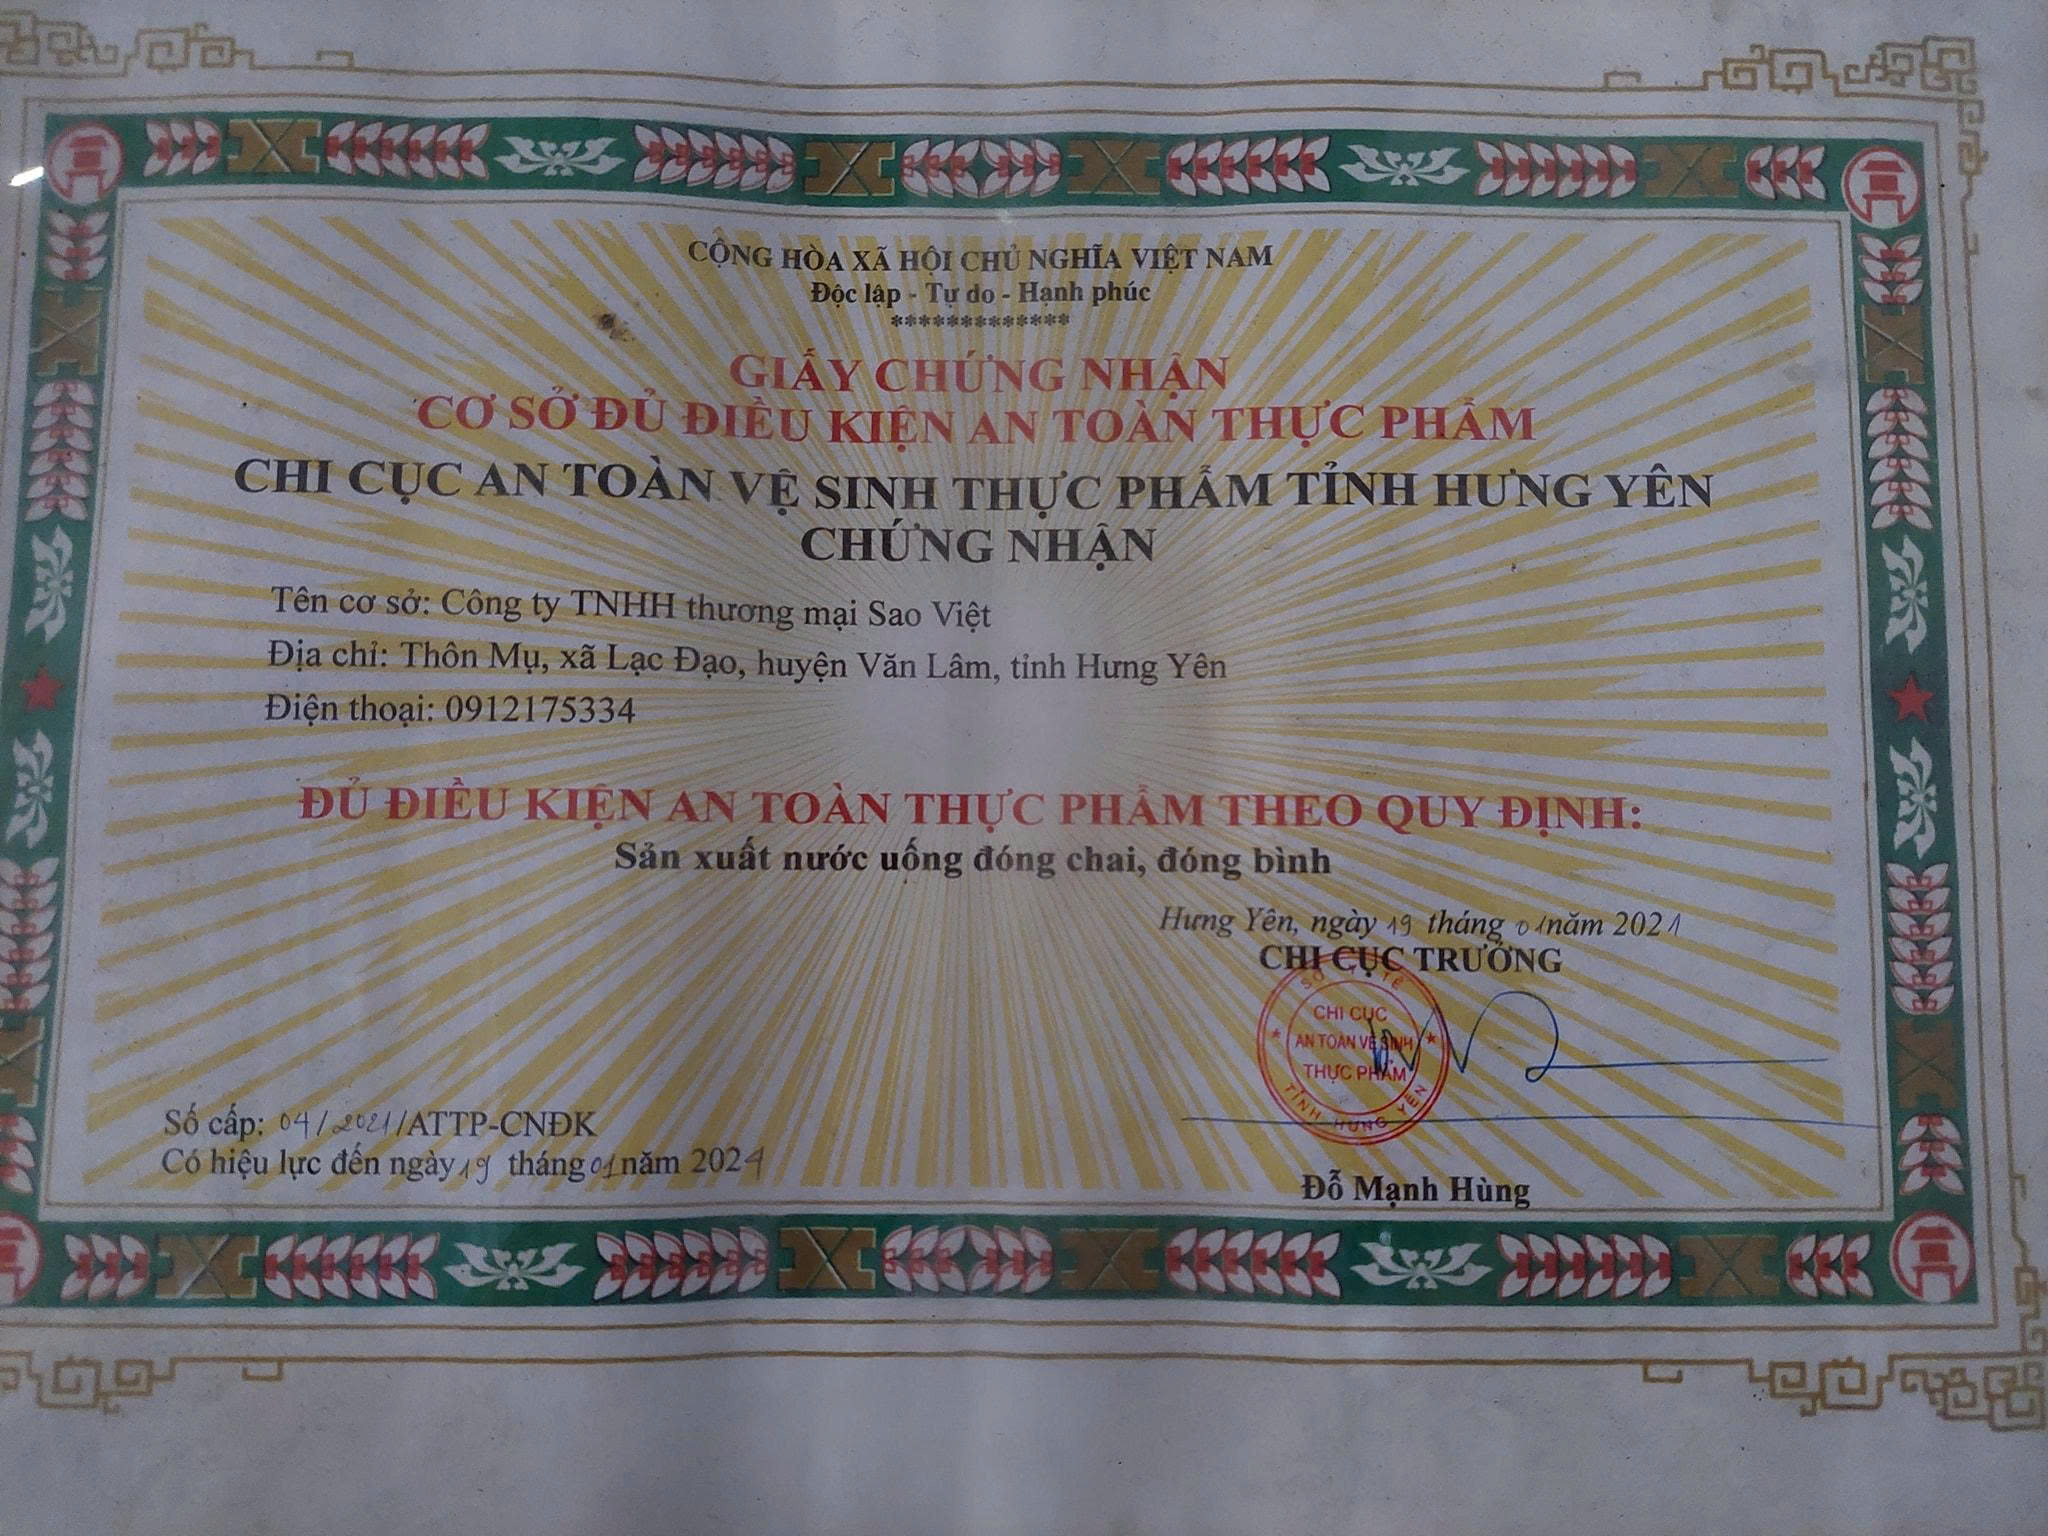 CỘNG HÒA XÃ HỘI CHỦ NGHĨA VIỆT NAM
Độc lập - Tự do - Hạnh phúc
*************
GIẤY CHỨNG NHẬN
CƠ SỞ ĐỦ ĐIỀU KIỆN AN TOÀN THỰC PHẨM
CHI CỤC AN TOÀN VỆ SINH THỰC PHẨM TỈNH HƯNG YÊN
CHỨNG NHẬN
Tên cơ sở: Công ty TNHH thương mại Sao Việt
Địa chỉ: Thôn Mụ, xã Lạc Đạo, huyện Văn Lâm, tỉnh Hưng Yên
Điện thoại: 0912175334
ĐỦ ĐIỀU KIỆN AN TOÀN THỰC PHẨM THEO QUY ĐỊNH:
Sản xuất nước uống đóng chai, đóng bình
Hưng Yên, ngày 19 tháng 01 năm 2021
CHI CỤC TRƯỞNG
SỞ Y TẾ
CHI CỤC
AN TOÀN VỆ SINH
THỰC PHẨM
TỈNH HƯNG YÊN
Số cấp: 04/2021/ATTP-CNĐK
Có hiệu lực đến ngày 19 tháng 01 năm 2024
Đỗ Mạnh Hùng